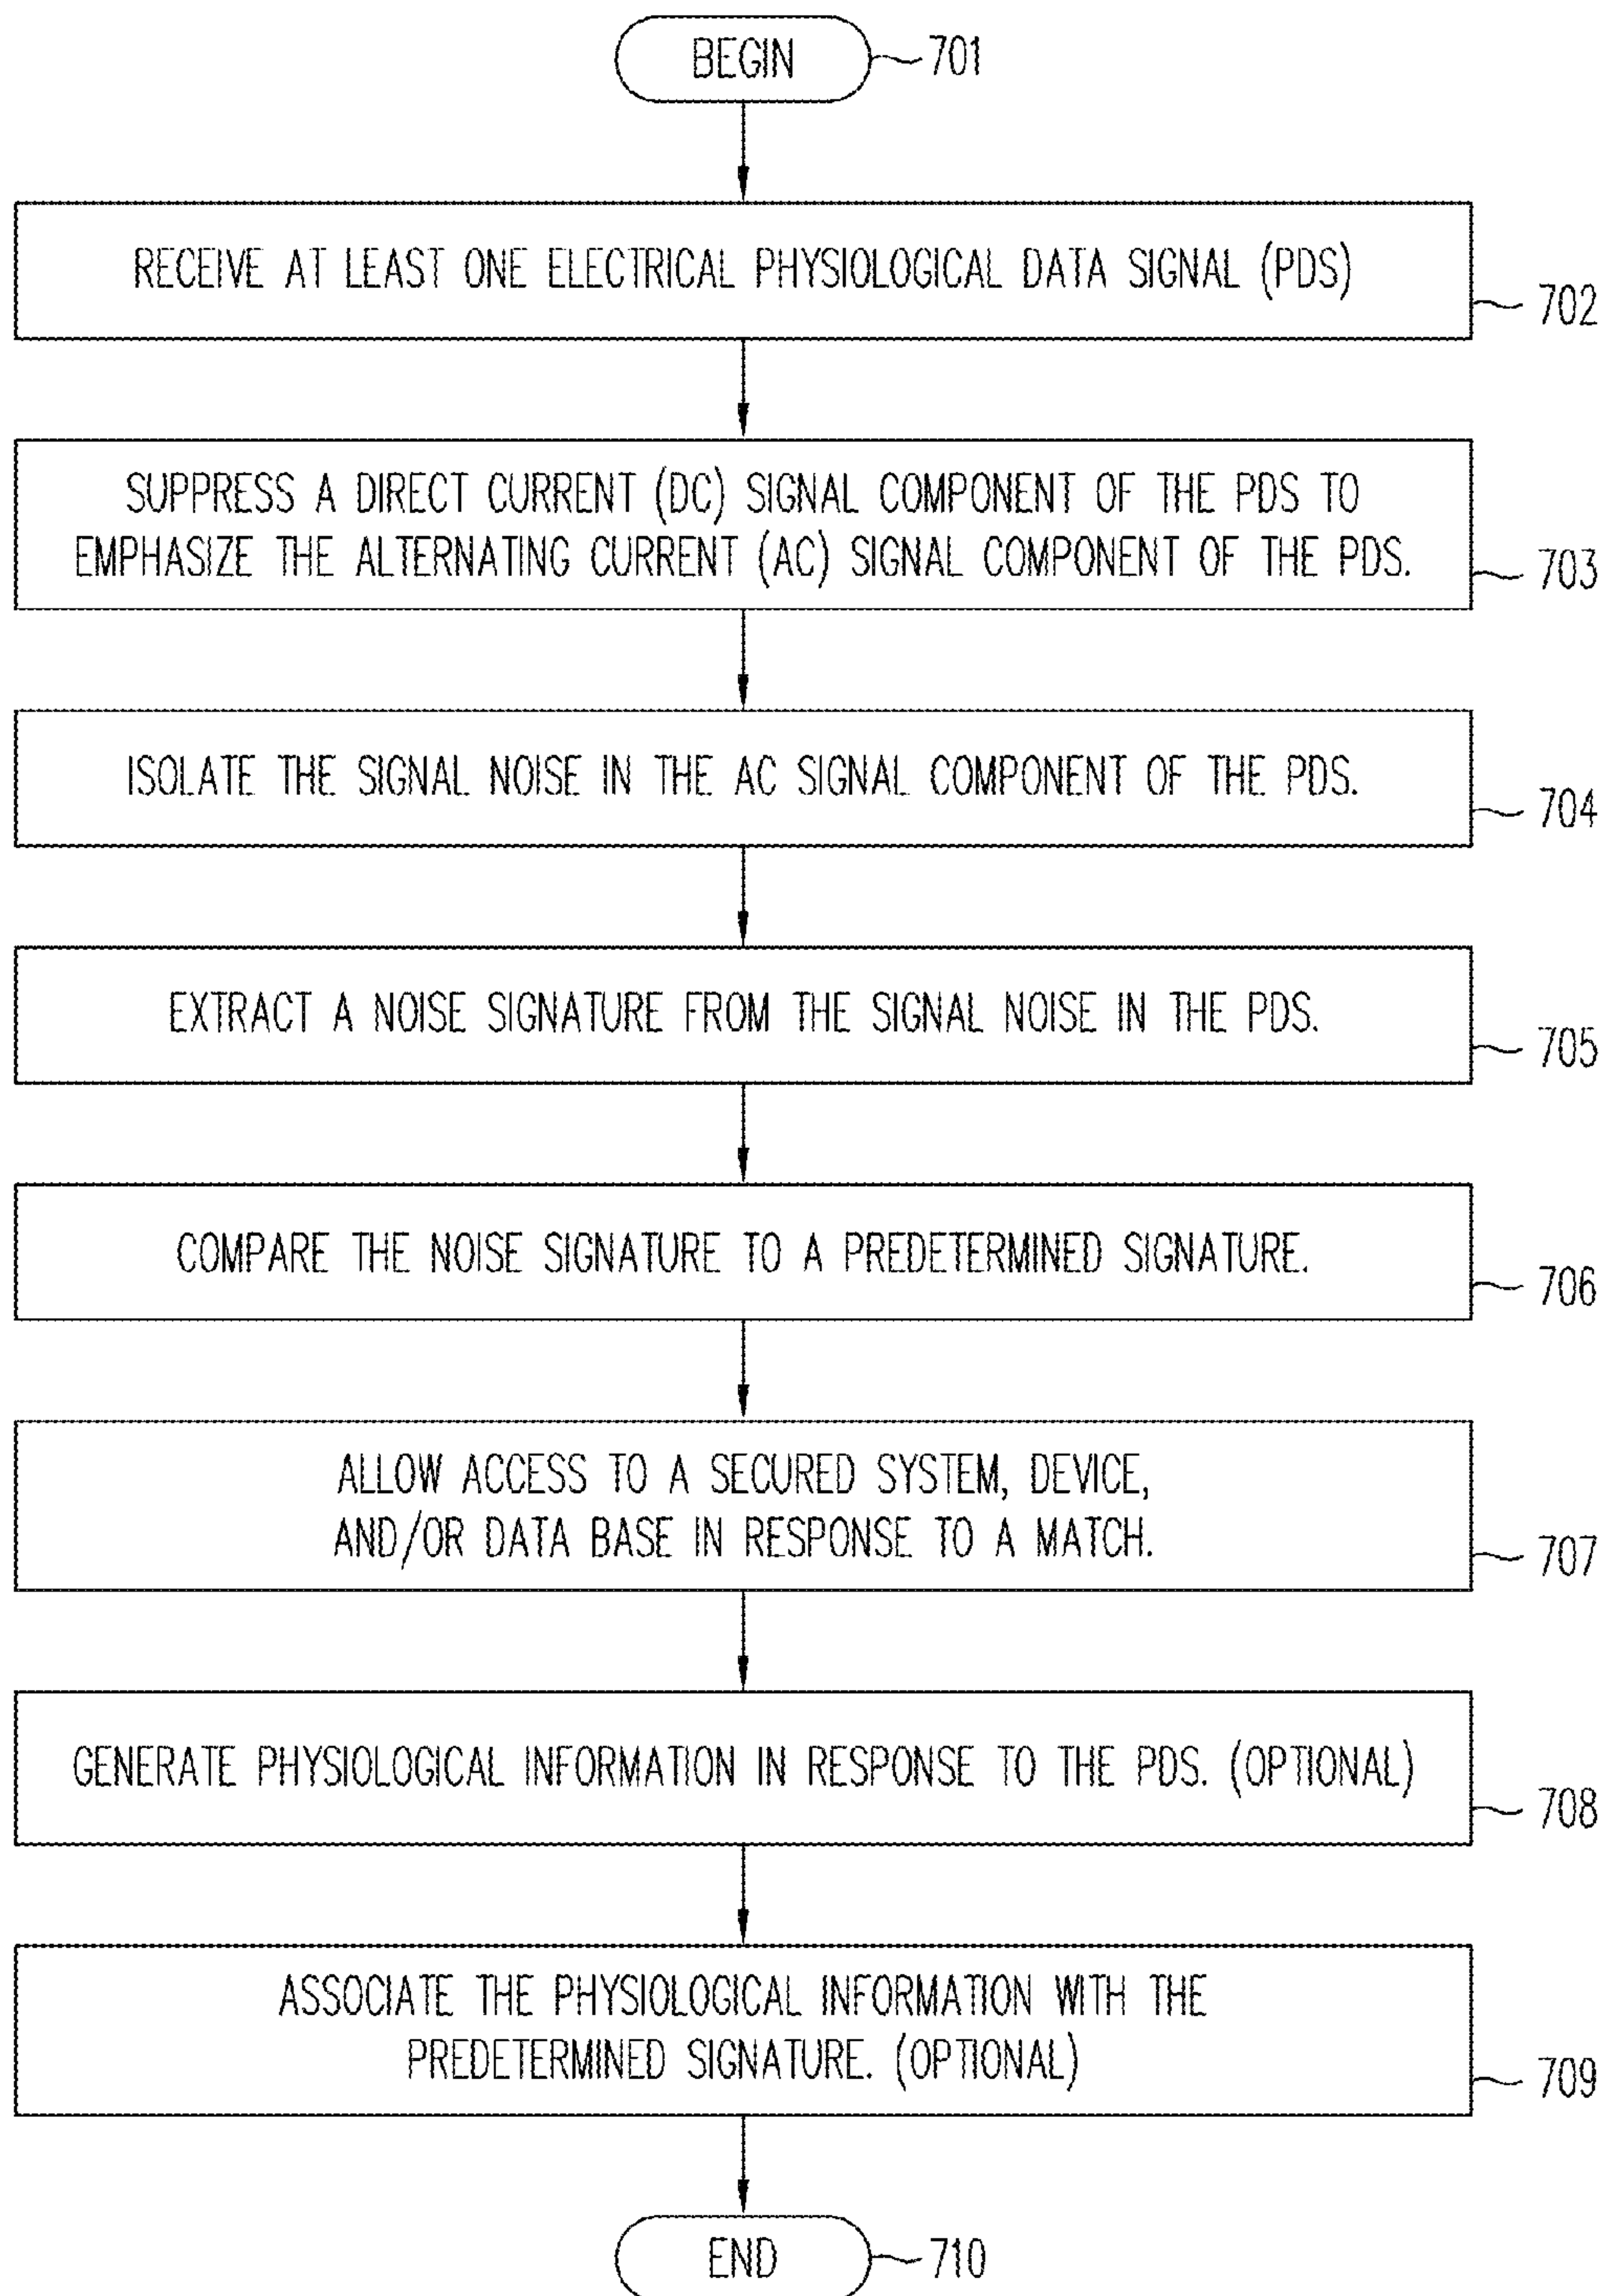 BEGIN
701
RECEIVE AT LEAST ONE ELECTRICAL PHYSIOLOGICAL DATA SIGNAL (PDS)
702
SUPPRESS A DIRECT CURRENT (DC) SIGNAL COMPONENT OF THE PDS TO
EMPHASIZE THE ALTERNATING CURRENT (AC) SIGNAL COMPONENT OF THE PDS.
703
ISOLATE THE SIGNAL NOISE IN THE AC SIGNAL COMPONENT OF THE PDS.
704
EXTRACT A NOISE SIGNATURE FROM THE SIGNAL NOISE IN THE PDS.
705
COMPARE THE NOISE SIGNATURE TO A PREDETERMINED SIGNATURE.
706
ALLOW ACCESS TO A SECURED SYSTEM, DEVICE,
AND/OR DATA BASE IN RESPONSE TO A MATCH.
707
GENERATE PHYSIOLOGICAL INFORMATION IN RESPONSE TO THE PDS. (OPTIONAL)
708
ASSOCIATE THE PHYSIOLOGICAL INFORMATION WITH THE
PREDETERMINED SIGNATURE. (OPTIONAL)
709
END
710